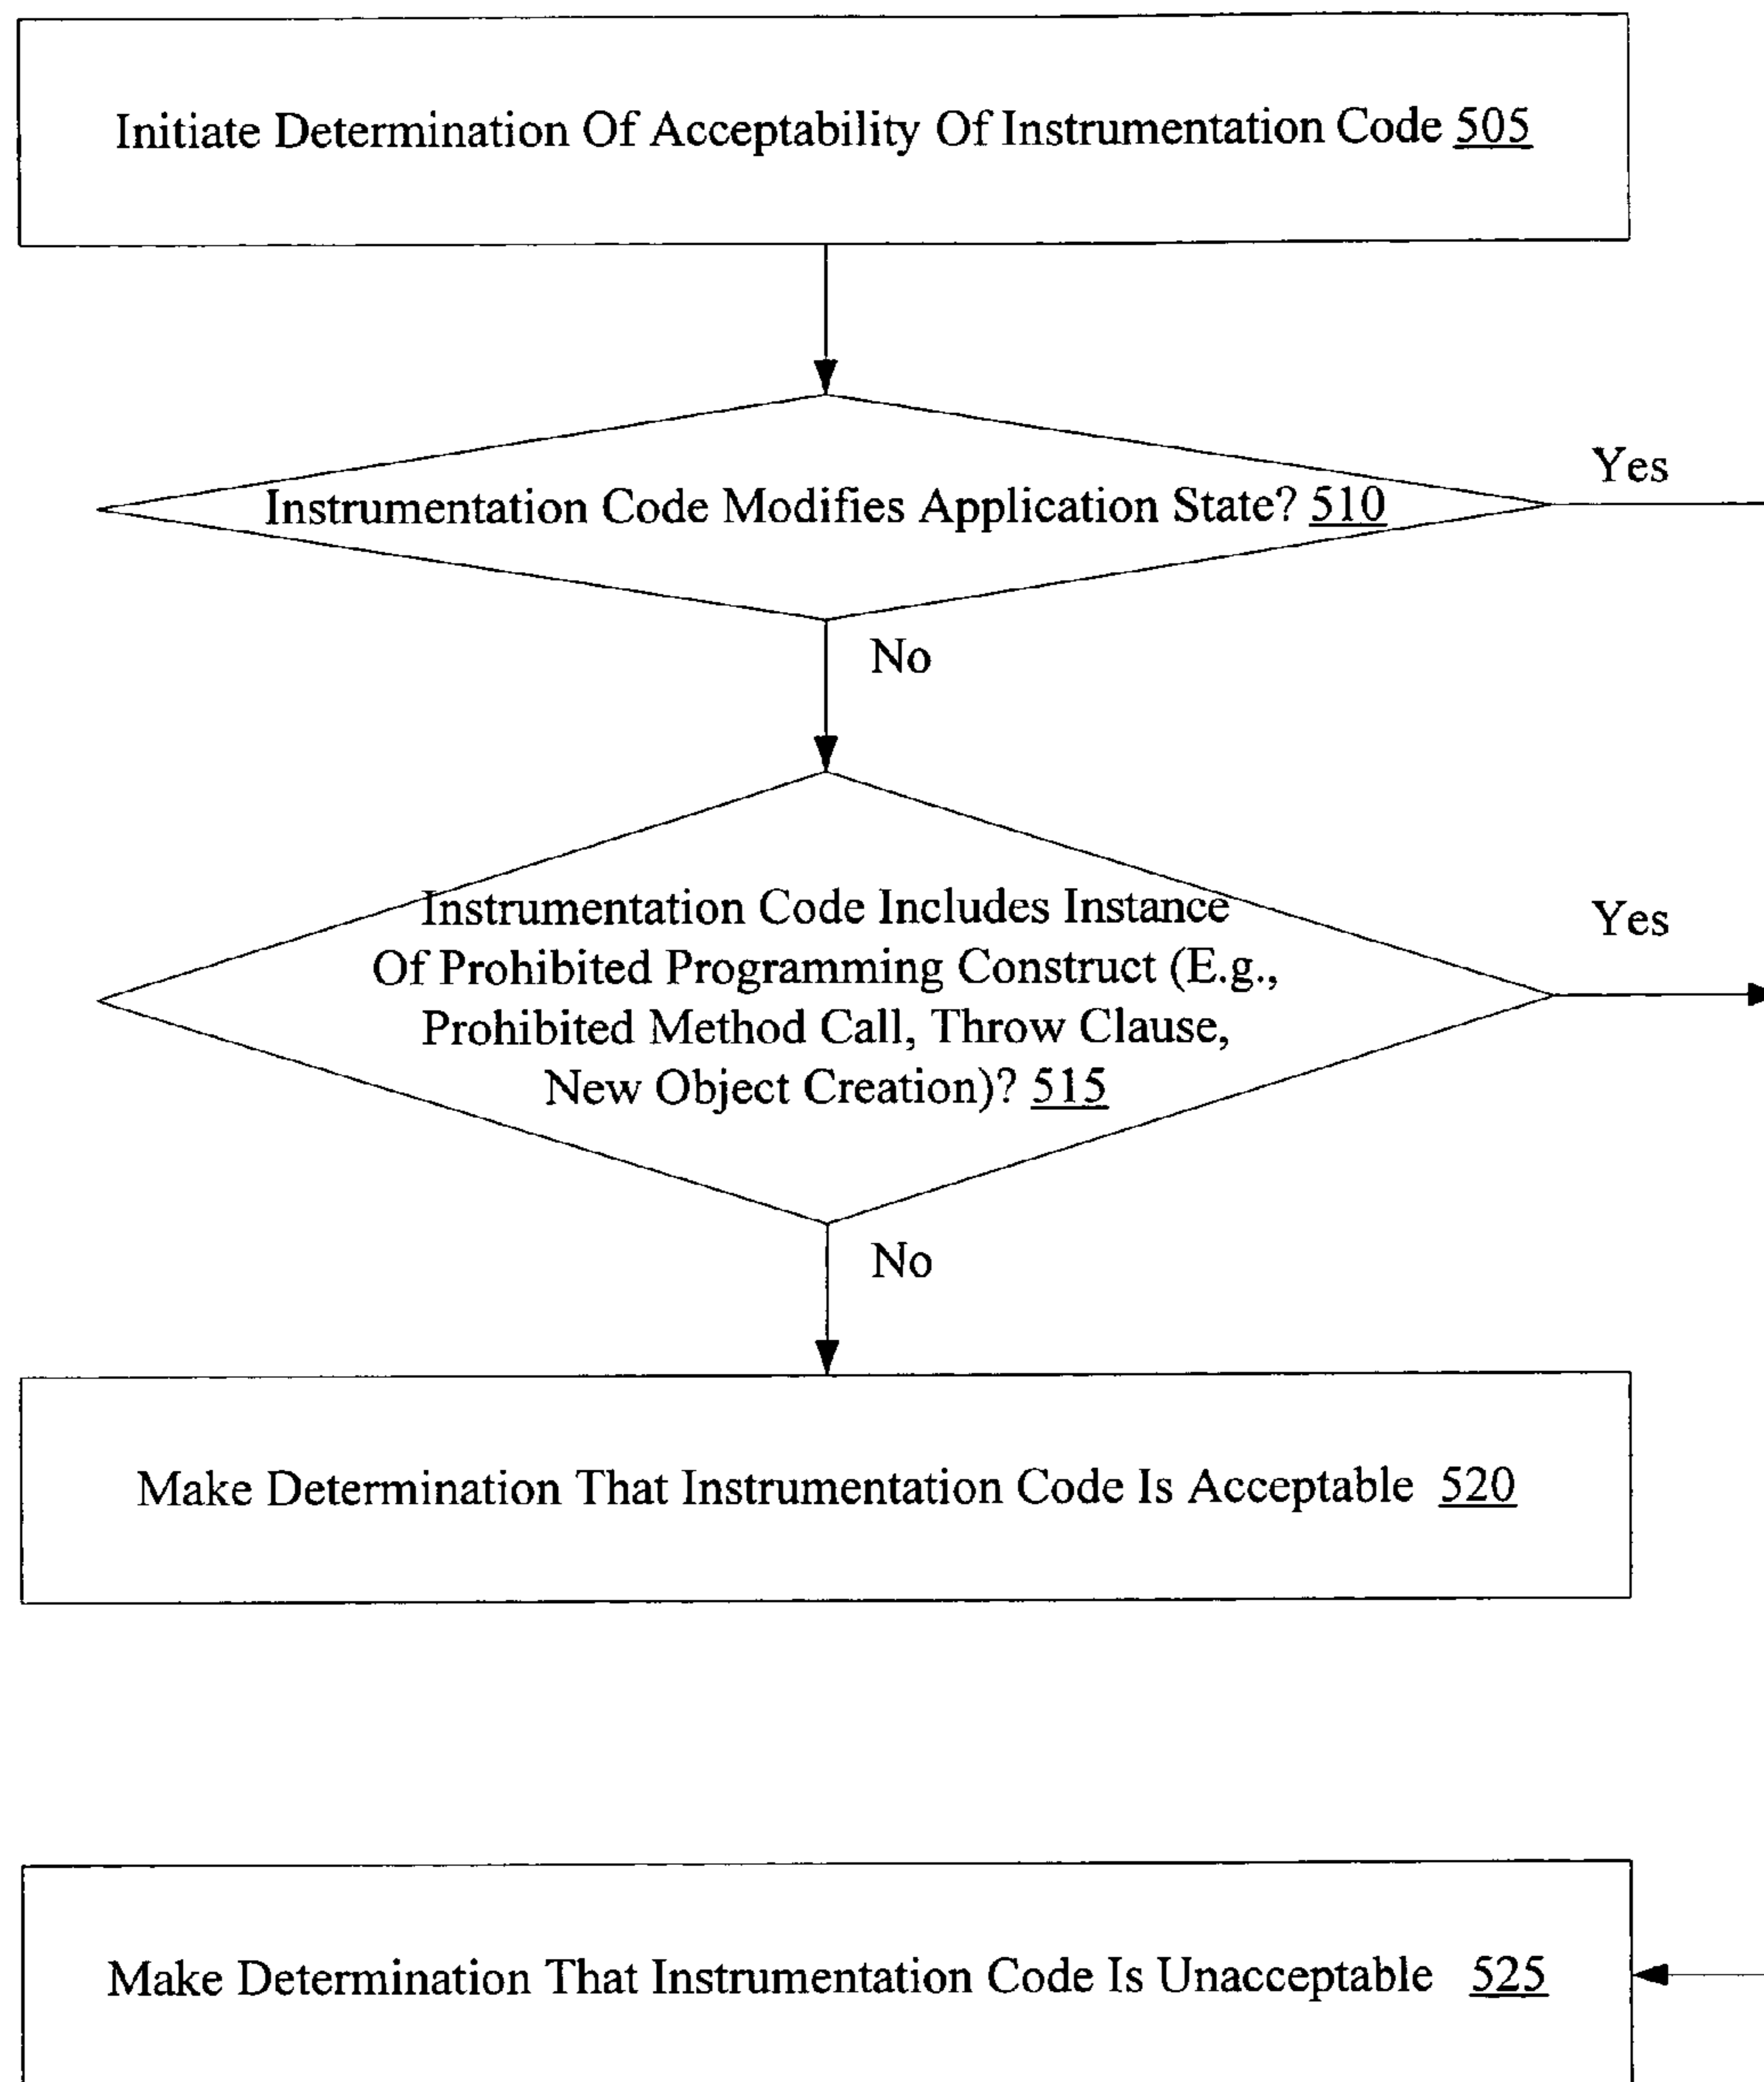 Initiate Determination Of Acceptability Of Instrumentation Code 505
Yes
Instrumentation Code Modifies Application State? 510
No
Instrumentation Code Includes Instance
Of Prohibited Programming Construct (E.g.,
Prohibited Method Call, Throw Clause,
New Object Creation)? 515
Yes
No
Make Determination That Instrumentation Code Is Acceptable 520
Make Determination That Instrumentation Code Is Unacceptable 525